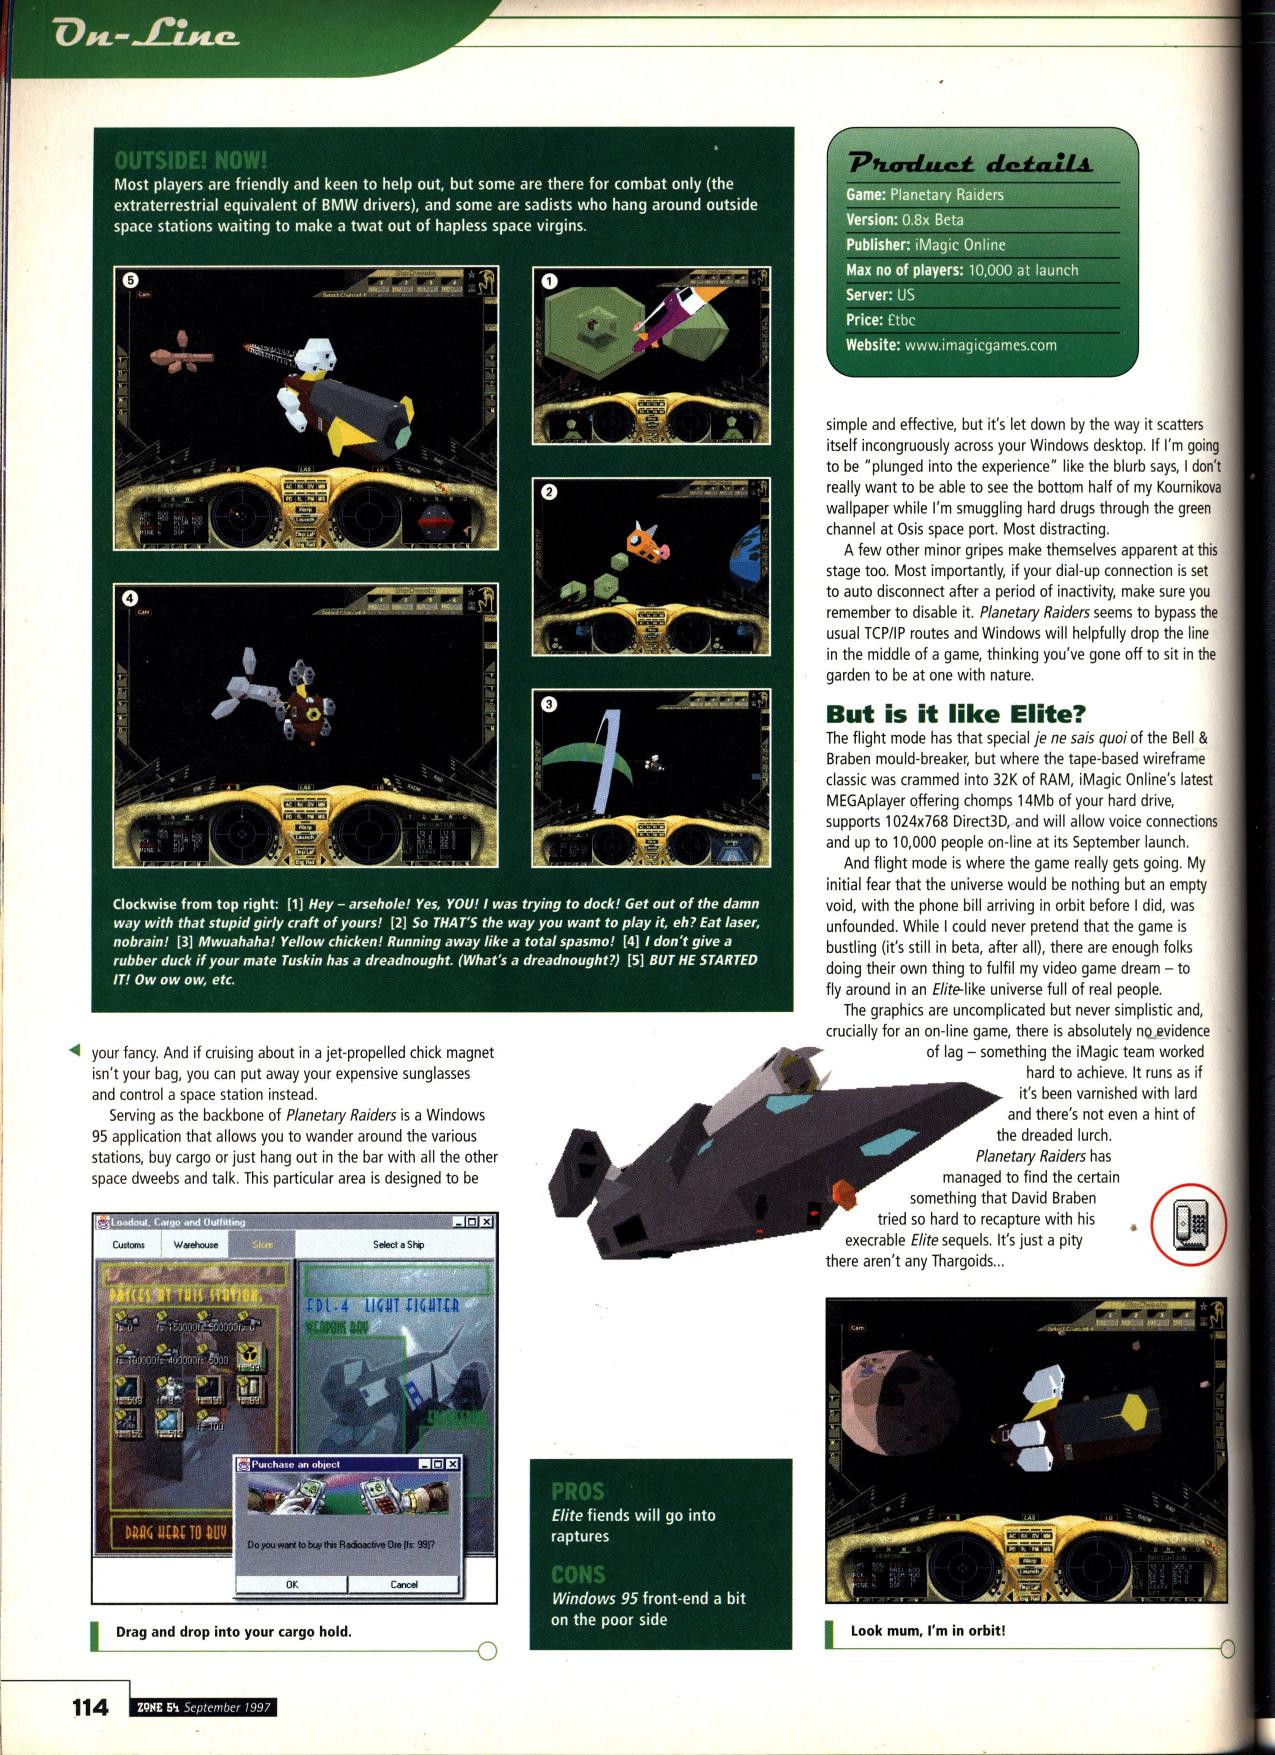 On-Line
OUTSIDE! NOW!
Most players are friendly and keen to help out, but some are there for combat only (the
extraterrestrial equivalent of BMW drivers), and some are sadists who hang around outside
space stations waiting to make a twat out of hapless space virgins.
5
1
2
4
3
Clockwise from top right: [1] Hey – arsehole! Yes, YOU! I was trying to dock! Get out of the damn
way with that stupid girly craft of yours! [2] So THAT'S the way you want to play it, eh? Eat laser,
nobrain! [3] Mwuahaha! Yellow chicken! Running away like a total spasmo! [4] I don't give a
rubber duck if your mate Tuskin has a dreadnought. (What's a dreadnought?) [5] BUT HE STARTED
IT! Ow ow ow, etc.
your fancy. And if cruising about in a jet-propelled chick magnet
isn't your bag, you can put away your expensive sunglasses
and control a space station instead.
Serving as the backbone of Planetary Raiders is a Windows
95 application that allows you to wander around the various
stations, buy cargo or just hang out in the bar with all the other
space dweebs and talk. This particular area is designed to be
Loadout, Cargo and Outfitting
Customs Warehouse Store Select a Ship
PRICES AT THIS STATION.
FDL-4 LIGHT FIGHTER
WEAPONS BAY
Purchase an object
Do you want to buy this Radioactive Ore [fs: 99]?
DRAG HERE TO BUY
OK Cancel
Drag and drop into your cargo hold.
Product details
Game: Planetary Raiders
Version: 0.8x Beta
Publisher: iMagic Online
Max no of players: 10,000 at launch
Server: US
Price: £tbc
Website: www.imagicgames.com
simple and effective, but it's let down by the way it scatters
itself incongruously across your Windows desktop. If I'm going
to be "plunged into the experience" like the blurb says, I don't
really want to be able to see the bottom half of my Kournikova
wallpaper while I'm smuggling hard drugs through the green
channel at Osis space port. Most distracting.
A few other minor gripes make themselves apparent at this
stage too. Most importantly, if your dial-up connection is set
to auto disconnect after a period of inactivity, make sure you
remember to disable it. Planetary Raiders seems to bypass the
usual TCP/IP routes and Windows will helpfully drop the line
in the middle of a game, thinking you've gone off to sit in the
garden to be at one with nature.
But is it like Elite?
The flight mode has that special je ne sais quoi of the Bell &
Braben mould-breaker, but where the tape-based wireframe
classic was crammed into 32K of RAM, iMagic Online's latest
MEGAplayer offering chomps 14Mb of your hard drive,
supports 1024x768 Direct3D, and will allow voice connections
and up to 10,000 people on-line at its September launch.
And flight mode is where the game really gets going. My
initial fear that the universe would be nothing but an empty
void, with the phone bill arriving in orbit before I did, was
unfounded. While I could never pretend that the game is
bustling (it's still in beta, after all), there are enough folks
doing their own thing to fulfil my video game dream – to
fly around in an Elite-like universe full of real people.
The graphics are uncomplicated but never simplistic and,
crucially for an on-line game, there is absolutely no evidence
of lag – something the iMagic team worked
hard to achieve. It runs as if
it's been varnished with lard
and there's not even a hint of
the dreaded lurch.
Planetary Raiders has
managed to find the certain
something that David Braben
tried so hard to recapture with his
execrable Elite sequels. It's just a pity
there aren't any Thargoids...
PROS
Elite fiends will go into
raptures
CONS
Windows 95 front-end a bit
on the poor side
Look mum, I'm in orbit!
114
ZONE 54 September 1997